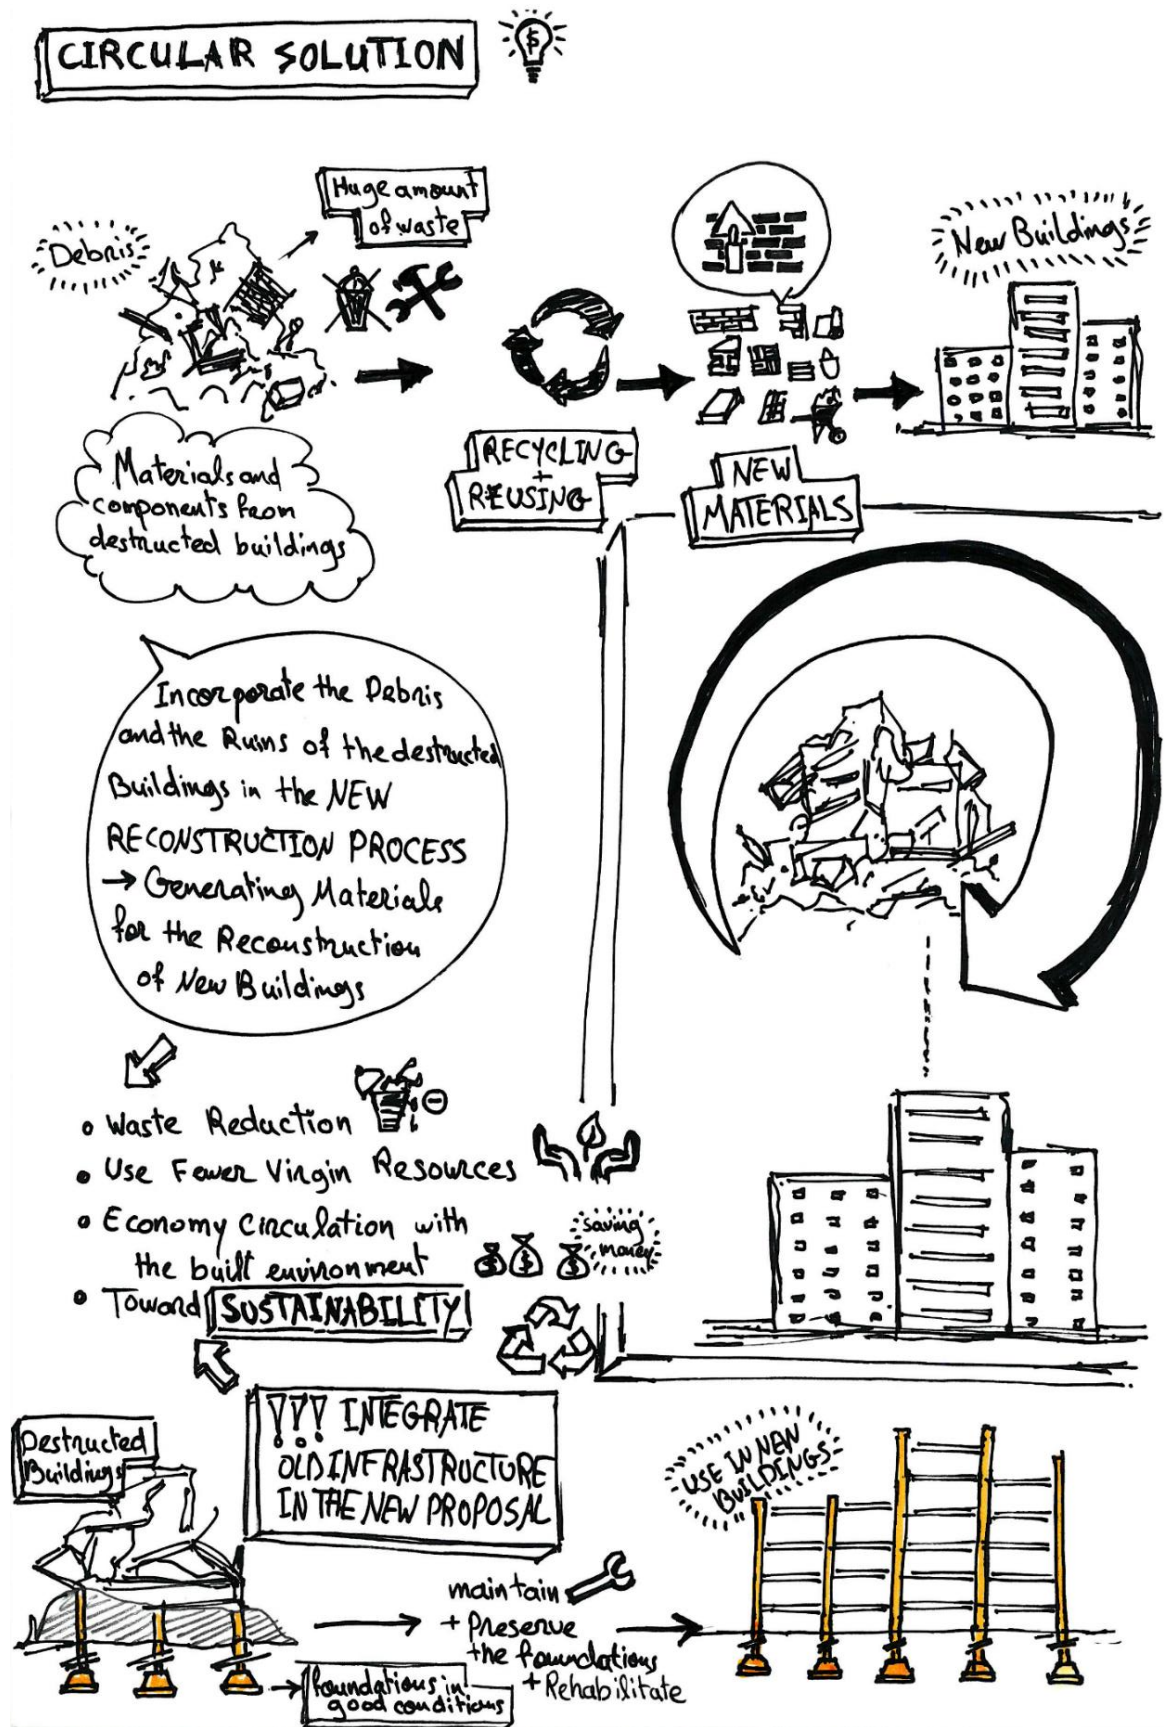 CIRCULAR SOLUTION
$
Huge amount
of waste
Debris
New Buildings
Materials and
components from
destructed buildings
RECYCLING
+
REUSING
NEW
MATERIALS
Incorporate the Debris
and the Ruins of the destructed
Buildings in the NEW
RECONSTRUCTION PROCESS
→ Generating Materials
for the Reconstruction
of New Buildings
• Waste Reduction
• Use Fewer Virgin Resources
• Economy Circulation with
the built environment
saving
money
$ $ $
• Toward SUSTAINABILITY
!!! INTEGRATE
OLD INFRASTRUCTURE
IN THE NEW PROPOSAL
Destructed
Buildings
USE IN NEW
BUILDINGS
maintain
+ Preserve
the foundations
+ Rehabilitate
foundations in
good conditions